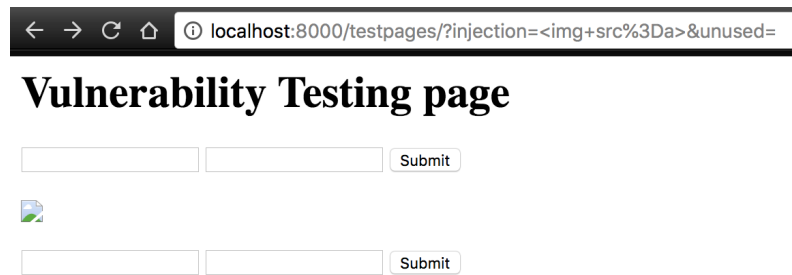 localhost:8000/testpages/?injection=<img+src%3Da>&unused=
Vulnerability Testing page
Submit
Submit